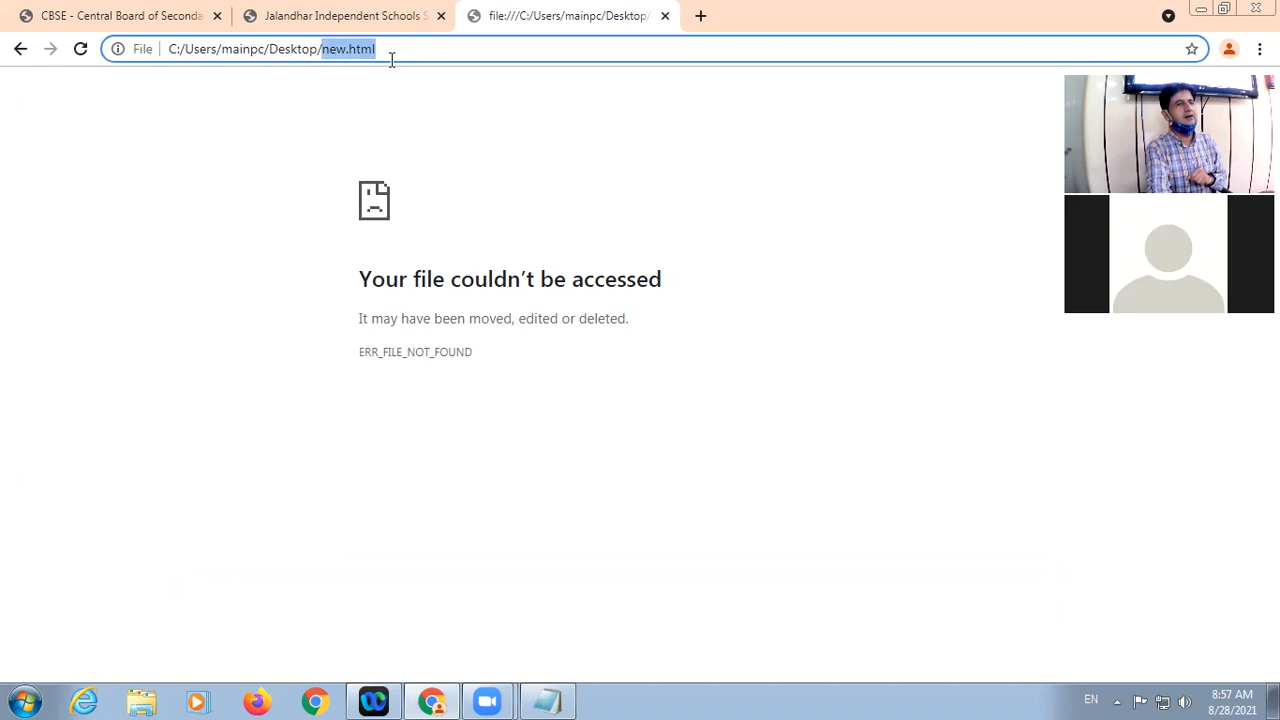 CBSE - Central Board of Seconda
Jalandhar Independent Schools S
file:///C:/Users/mainpc/Desktop/
File
C:/Users/mainpc/Desktop/new.html
Your file couldn’t be accessed
It may have been moved, edited or deleted.
ERR_FILE_NOT_FOUND
EN
8:57 AM
8/28/2021